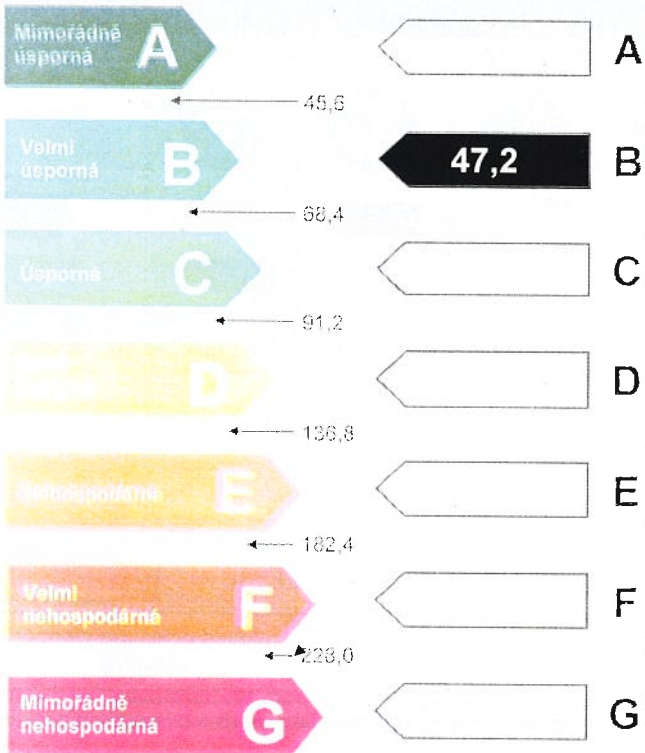 Mimořádně
úsporná
A
A
45,6
Velmi
úsporná
B
47,2
B
68,4
Úsporná
C
C
91,2
D
D
136,8
Nehospodárná
E
E
182,4
Velmi
nehospodárná
F
F
228,0
Mimořádně
nehospodárná
G
G